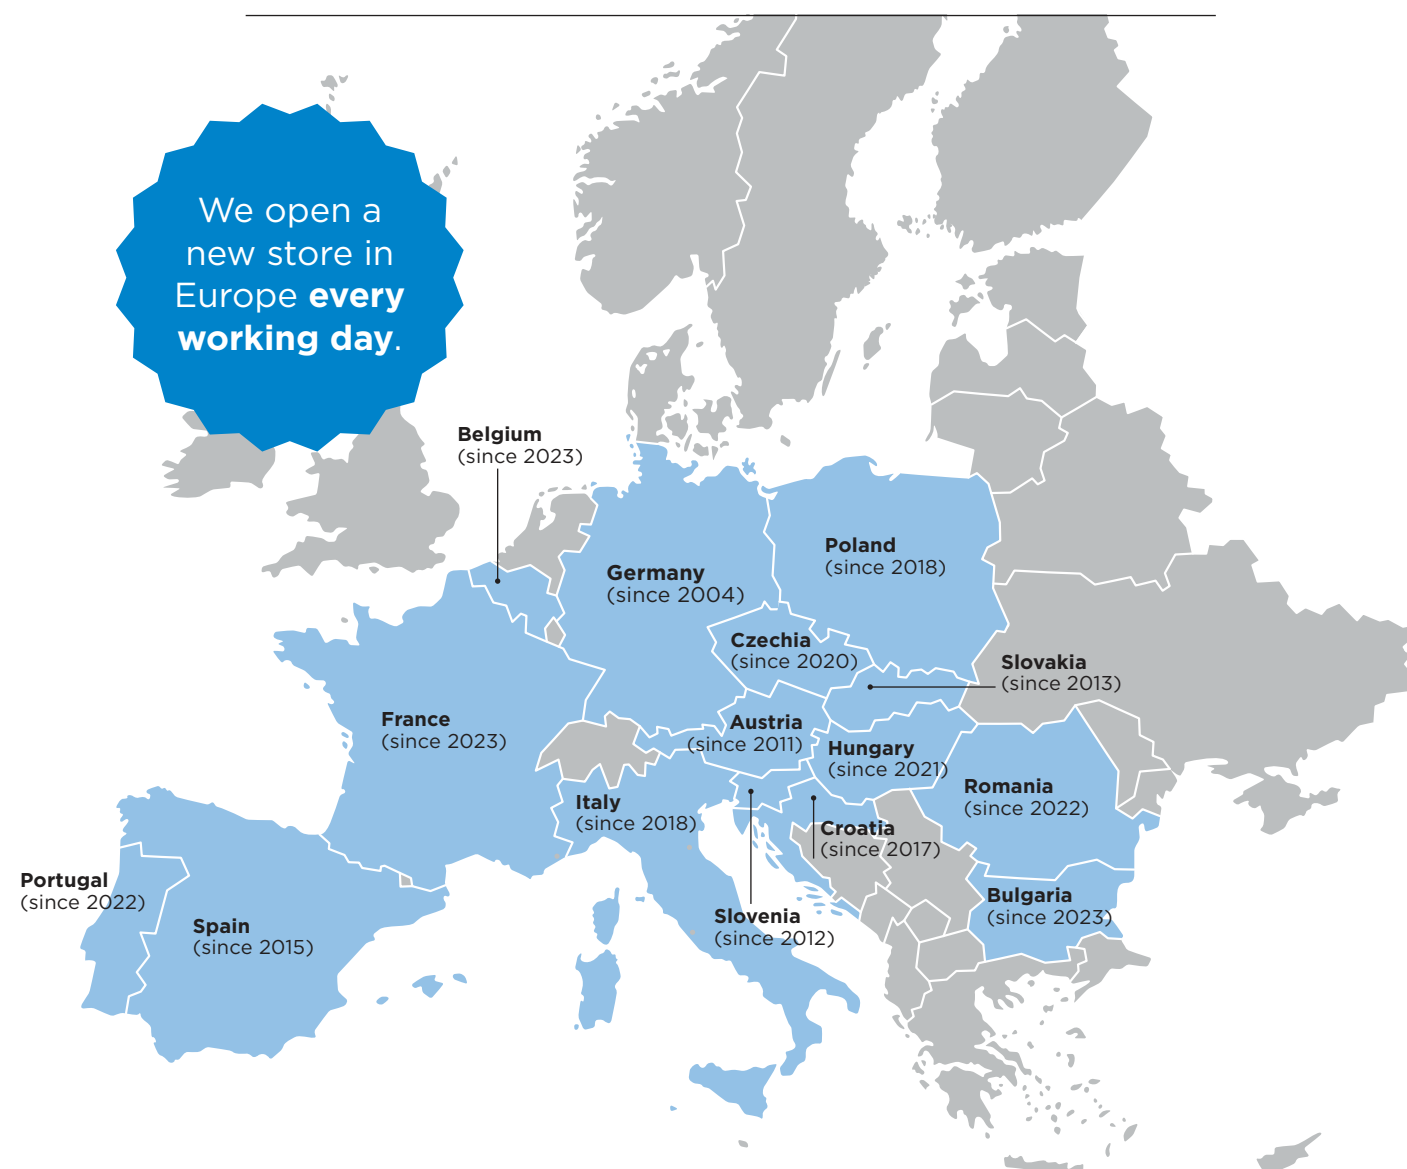 We open a
new store in
Europe every
working day.
Belgium
(since 2023)
Poland
(since 2018)
Germany
(since 2004)
Czechia
(since 2020)
Slovakia
(since 2013)
France
(since 2023)
Austria
(since 2011)
Hungary
(since 2021)
Romania
(since 2022)
Italy
(since 2018)
Croatia
(since 2017)
Portugal
(since 2022)
Spain
(since 2015)
Slovenia
(since 2012)
Bulgaria
(since 2023)